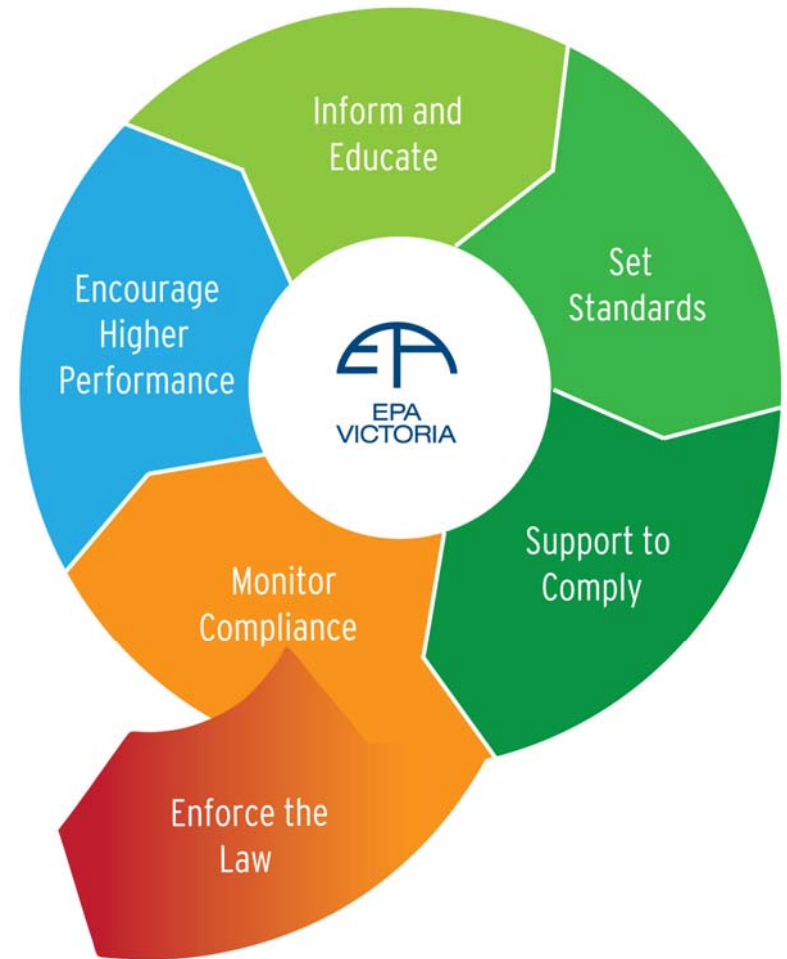 Inform and
Educate
Set
Standards
Support to
Comply
Monitor
Compliance
Enforce the
Law
Encourage
Higher
Performance
EPA
VICTORIA